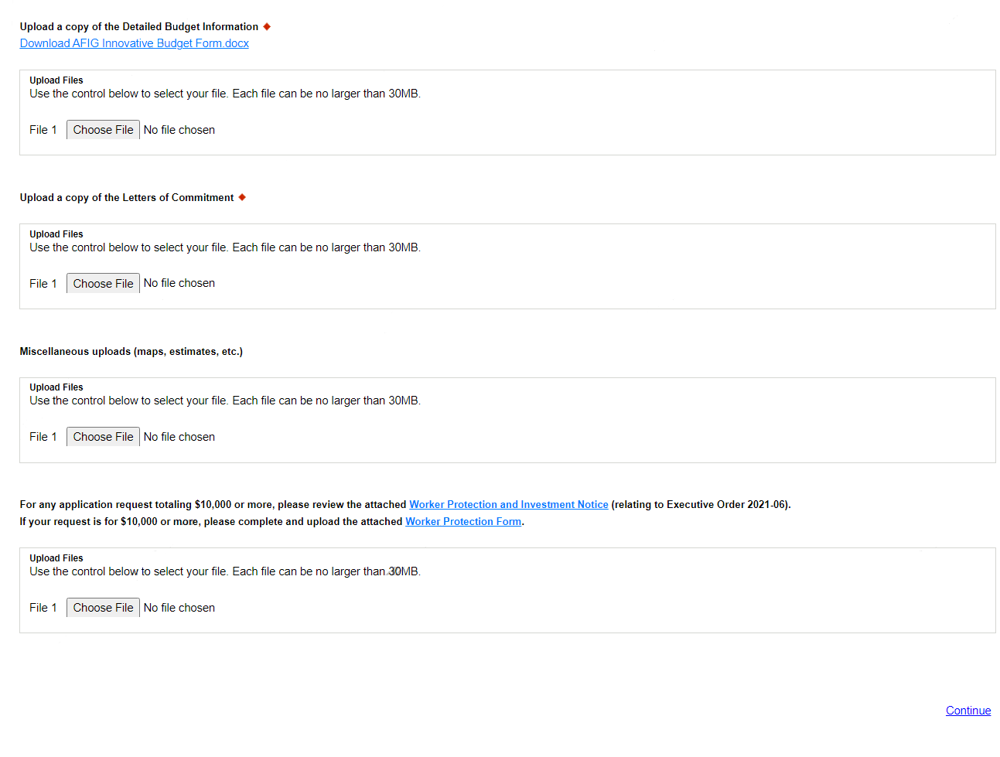 Upload a copy of the Detailed Budget Information
Download AFIG Innovative Budget Form.docx
Upload Files
Use the control below to select your file. Each file can be no larger than 30MB.
File 1 Choose File No file chosen
Upload a copy of the Letters of Commitment
Upload Files
Use the control below to select your file. Each file can be no larger than 30MB.
File 1 Choose File No file chosen
Miscellaneous uploads (maps, estimates, etc.)
Upload Files
Use the control below to select your file. Each file can be no larger than 30MB.
File 1 Choose File No file chosen
For any application request totaling $10,000 or more, please review the attached Worker Protection and Investment Notice (relating to Executive Order 2021-06).
If your request is for $10,000 or more, please complete and upload the attached Worker Protection Form.
Upload Files
Use the control below to select your file. Each file can be no larger than 30MB.
File 1 Choose File No file chosen
Continue